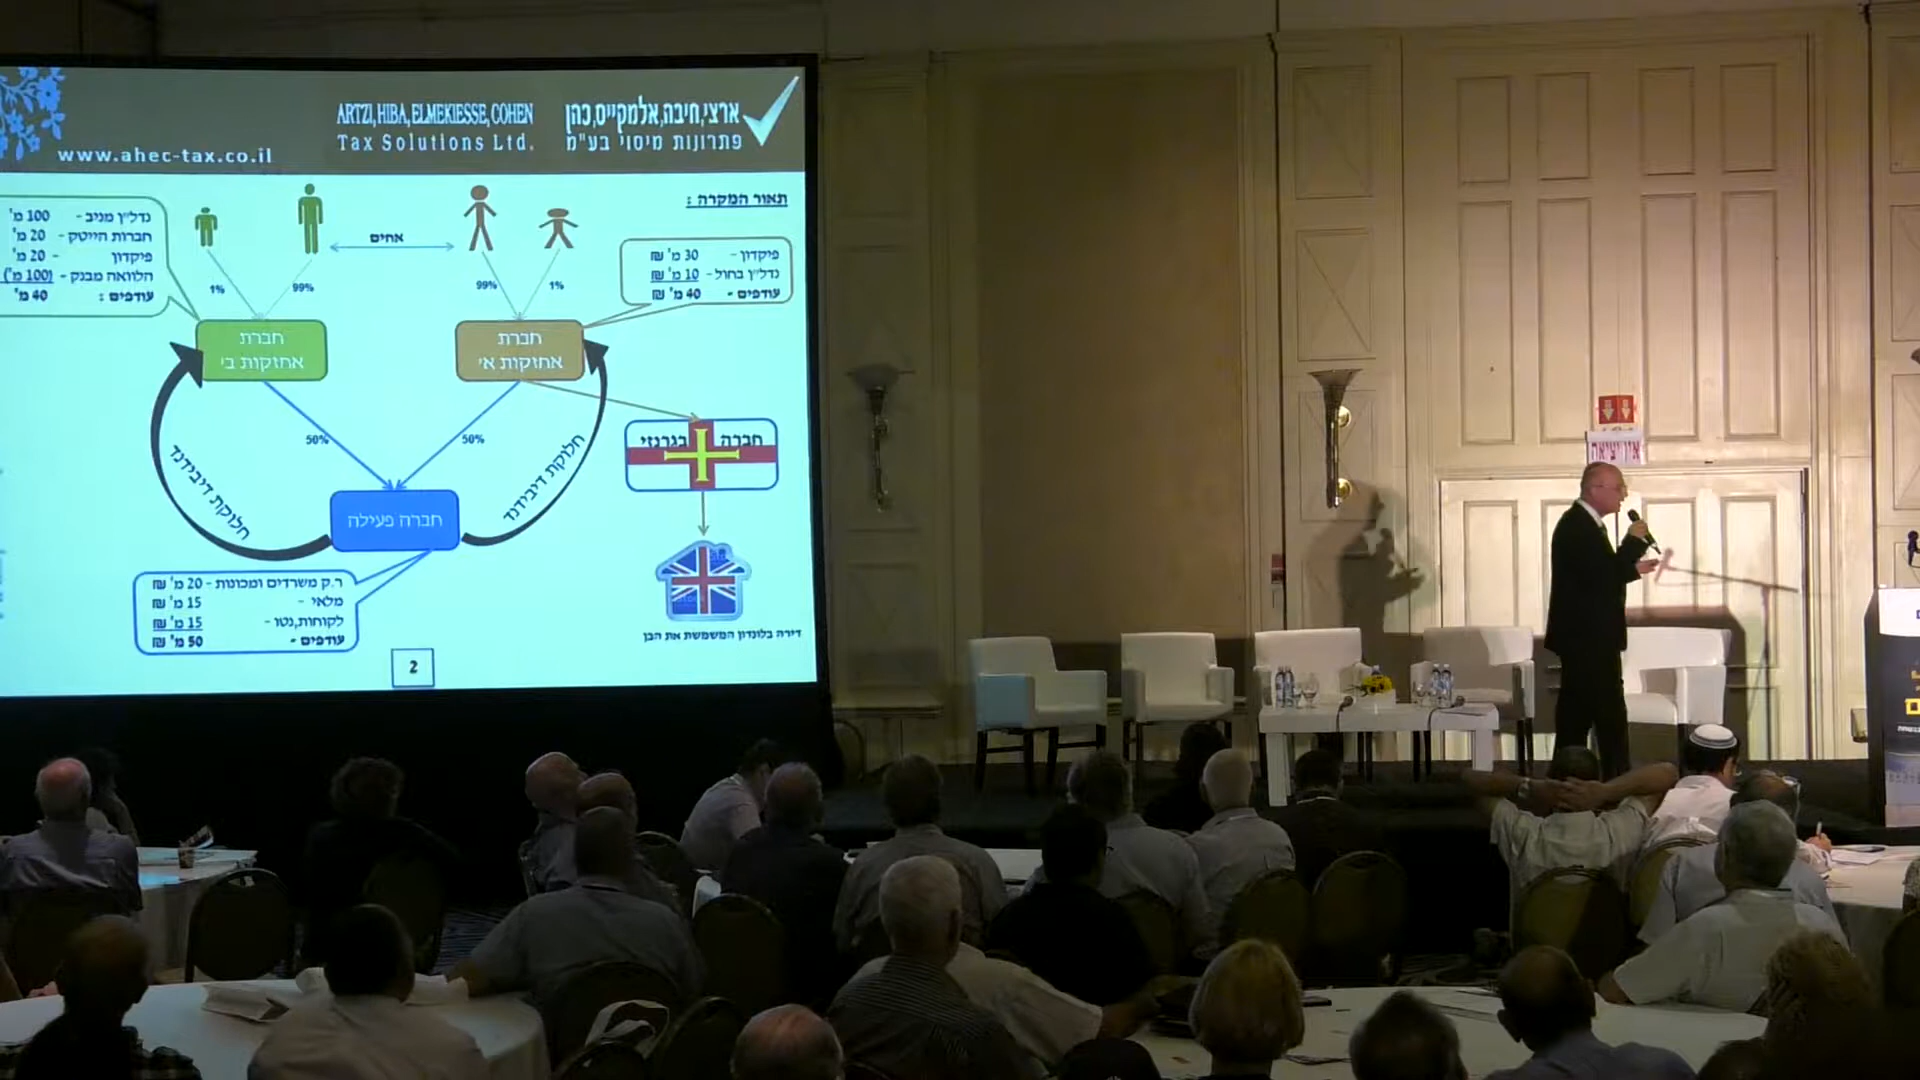 ארצי,חיבה,אלמקייס,כהן
פתרונות מיסוי בע"מ
ARTZI,HIBA,ELMEKIESSE,COHEN
Tax Solutions Ltd.
www.ahec-tax.co.il
תאור המקרה :
אחים
פיקדון - 30 מ' ₪
נדל"ן בחול - 10 מ' ₪
עודפים - 40 מ' ₪
נדל"ן מניב - 100 מ'
חברות הייטק - 20 מ'
פיקדון - 20 מ'
הלוואה מבנק - (100 מ')
עודפים : 40 מ'
1%
99%
99%
1%
חברת
אחזקות א'
חברת
אחזקות ב'
50%
50%
חלוקת דיבידנד
חלוקת דיבידנד
חברה בגרנזי
חברה פעילה
ר.ק משרדים ומכונות - 20 מ' ₪
מלאי - 15 מ' ₪
לקוחות,נטו - 15 מ' ₪
עודפים - 50 מ' ₪
דירה בלונדון המשמשת את הבן
2
אין יציאה